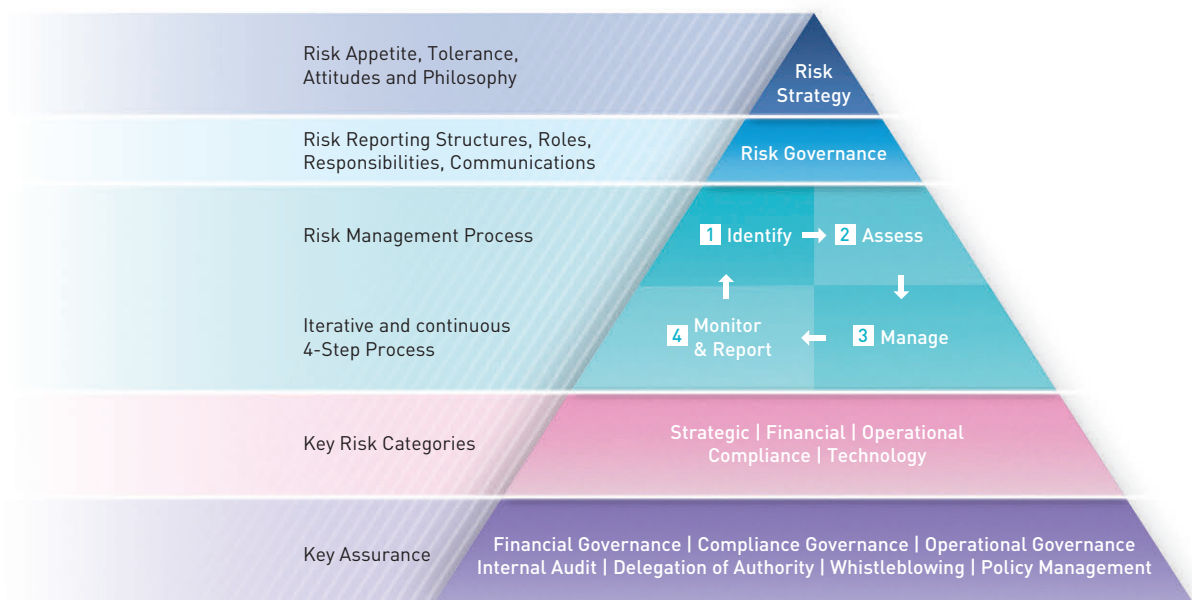 Risk Appetite, Tolerance,
Attitudes and Philosophy
Risk
Strategy
Risk Reporting Structures, Roles,
Responsibilities, Communications
Risk Governance
Risk Management Process
1 Identify
2 Assess
Iterative and continuous
4-Step Process
4 Monitor
& Report
3 Manage
Key Risk Categories
Strategic | Financial | Operational
Compliance | Technology
Key Assurance
Financial Governance | Compliance Governance | Operational Governance
Internal Audit | Delegation of Authority | Whistleblowing | Policy Management